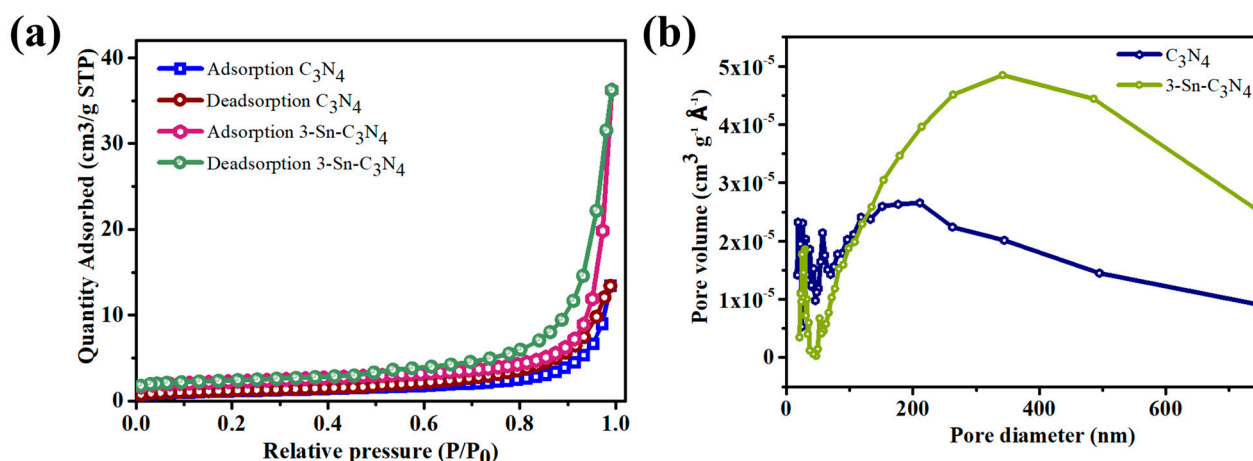 (a)
Quantity Adsorbed (cm3/g STP)
40
30
20
10
0
Adsorption C₃N₄
Deadsorption C₃N₄
Adsorption 3-Sn-C₃N₄
Deadsorption 3-Sn-C₃N₄
0.0 0.2 0.4 0.6 0.8 1.0
Relative pressure (P/P₀)
(b)
Pore volume (cm³ g⁻¹ Å⁻¹)
5x10⁻⁵
4x10⁻⁵
3x10⁻⁵
2x10⁻⁵
1x10⁻⁵
0
C₃N₄
3-Sn-C₃N₄
0 200 400 600
Pore diameter (nm)